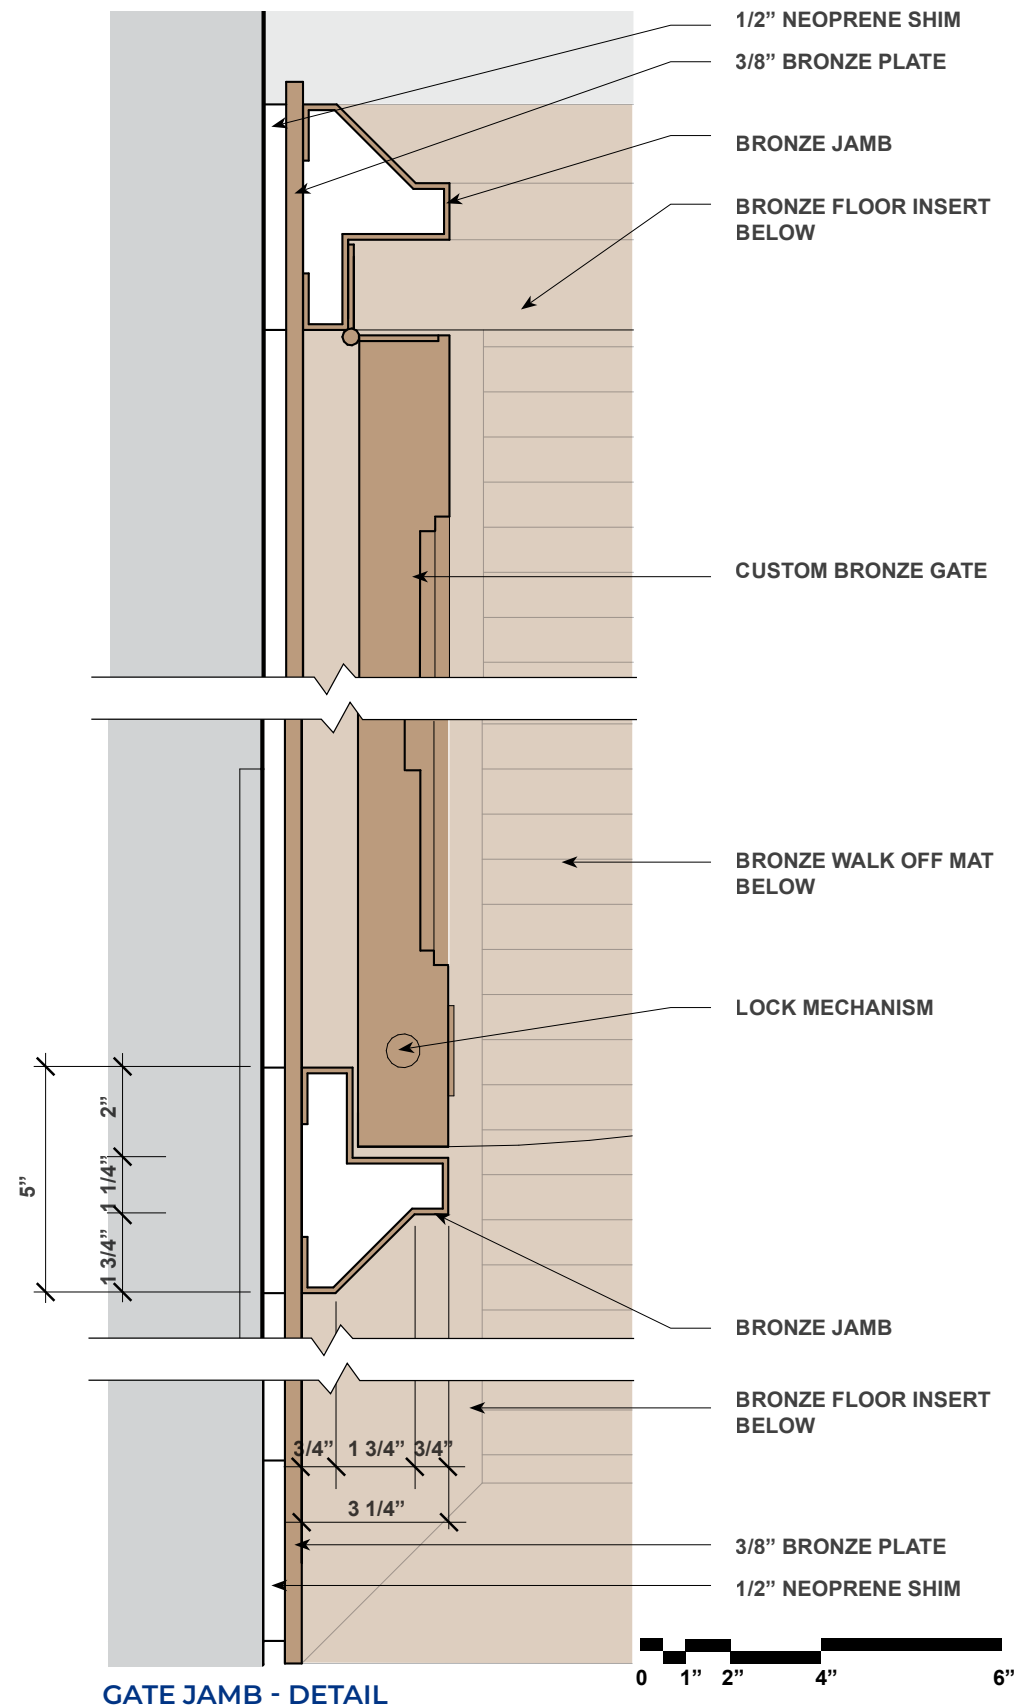 1/2” NEOPRENE SHIM
3/8” BRONZE PLATE
BRONZE JAMB
BRONZE FLOOR INSERT
BELOW
CUSTOM BRONZE GATE
BRONZE WALK OFF MAT
BELOW
LOCK MECHANISM
5”
2”
1 1/4”
1 3/4”
BRONZE JAMB
BRONZE FLOOR INSERT
BELOW
3/4” 1 3/4” 3/4”
3 1/4”
3/8” BRONZE PLATE
1/2” NEOPRENE SHIM
0 1” 2” 4” 6”
GATE JAMB - DETAIL